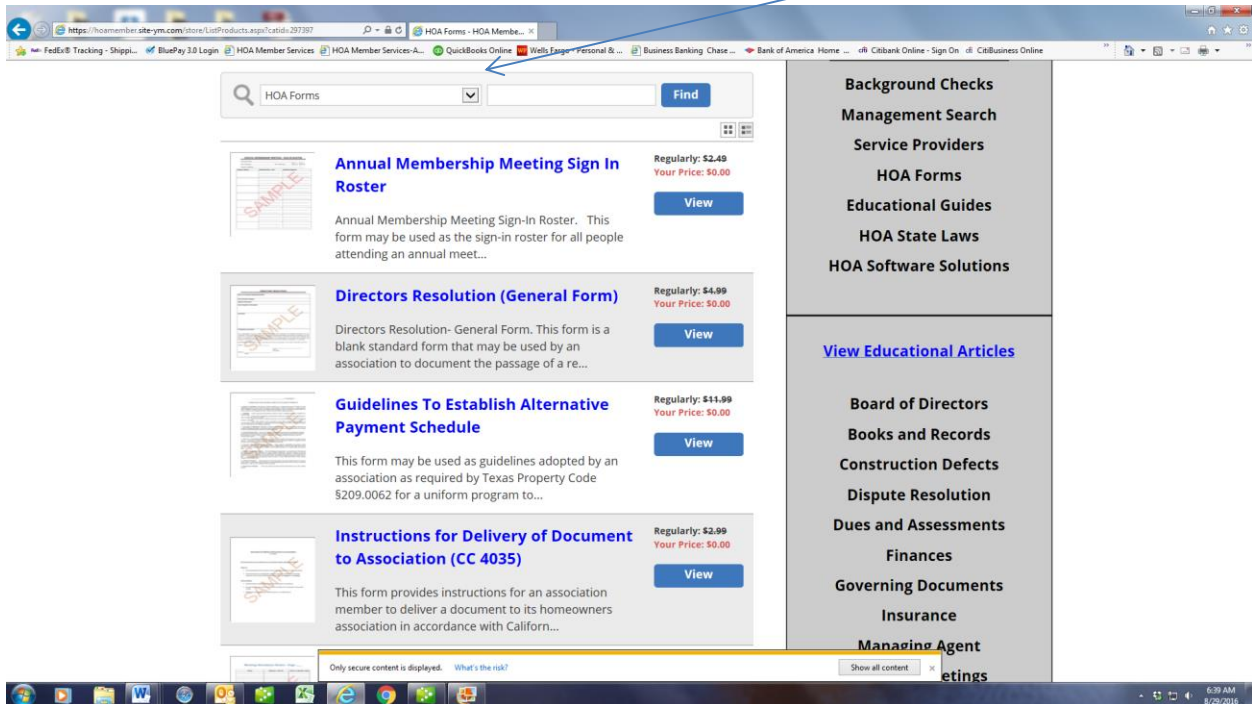 https://hoamember.site-ym.com/store/ListProducts.aspx?catid=297397
HOA Forms - HOA Membe...
FedEx® Tracking - Shippi... BluePay 3.0 Login HOA Member Services HOA Member Services-A... QuickBooks Online Wells Fargo - Personal & ... Business Banking Chase ... Bank of America Home ... Citibank Online - Sign On CitiBusiness Online
HOA Forms
Find
Annual Membership Meeting Sign In
Roster
Annual Membership Meeting Sign-In Roster. This
form may be used as the sign-in roster for all people
attending an annual meet...
Regularly: $2.49
Your Price: $0.00
View
SAMPLE
Directors Resolution (General Form)
Directors Resolution- General Form. This form is a
blank standard form that may be used by an
association to document the passage of a re...
Regularly: $4.99
Your Price: $0.00
View
SAMPLE
Guidelines To Establish Alternative
Payment Schedule
This form may be used as guidelines adopted by an
association as required by Texas Property Code
§209.0062 for a uniform program to...
Regularly: $11.99
Your Price: $0.00
View
SAMPLE
Instructions for Delivery of Document
to Association (CC 4035)
This form provides instructions for an association
member to deliver a document to its homeowners
association in accordance with Californ...
Regularly: $2.99
Your Price: $0.00
View
SAMPLE
Background Checks
Management Search
Service Providers
HOA Forms
Educational Guides
HOA State Laws
HOA Software Solutions
View Educational Articles
Board of Directors
Books and Records
Construction Defects
Dispute Resolution
Dues and Assessments
Finances
Governing Documents
Insurance
Managing Agent
etings
Only secure content is displayed. What's the risk?
Show all content
6:39 AM
8/29/2016